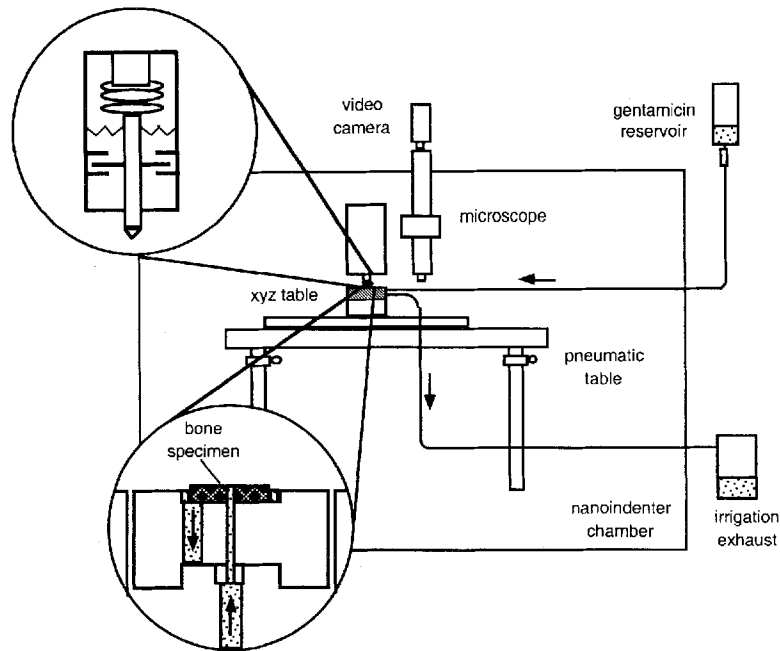 video
camera
gentamicin
reservoir
microscope
xyz table
pneumatic
table
bone
specimen
nanoindenter
chamber
irrigation
exhaust